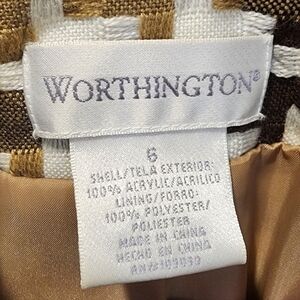 WORTHINGTON®
6
SHELL/TELA EXTERIOR:
100% ACRYLIC/ACRILICO
LINING/FORRO:
100% POLYESTER/
POLIESTER
MADE IN CHINA
HECHO EN CHINA